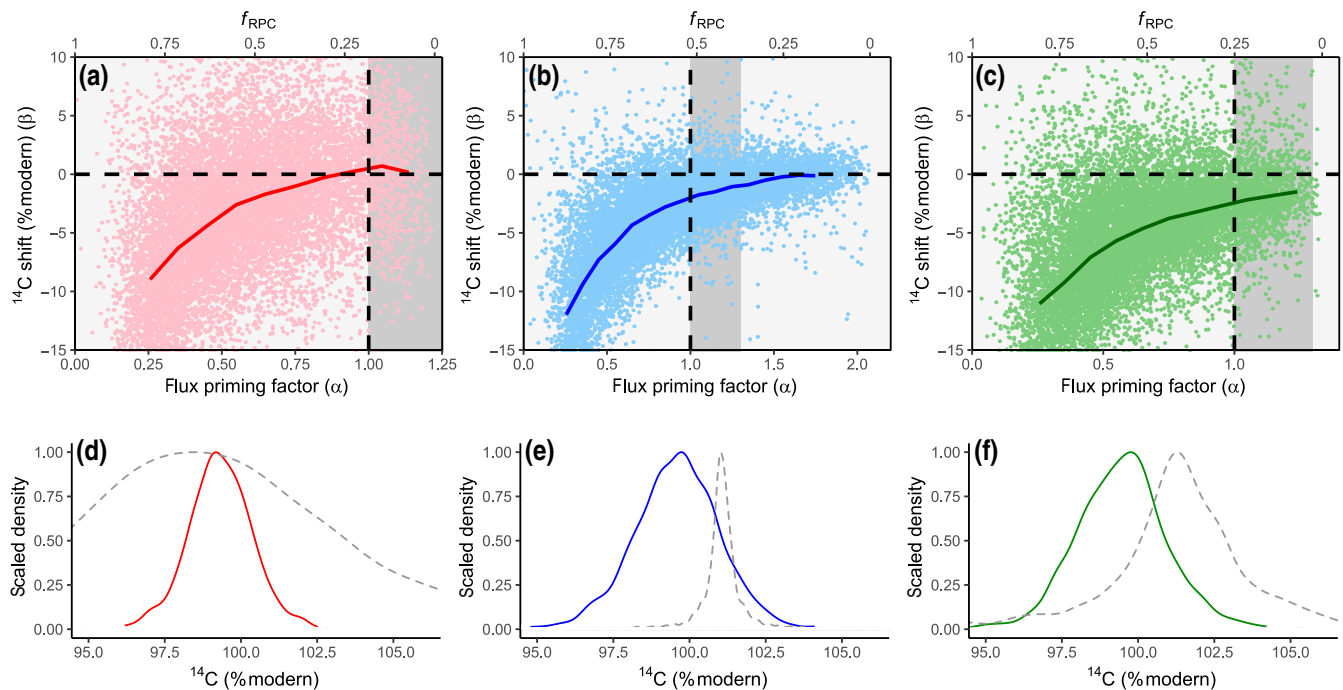 f_RPC
1 0.75 0.5 0.25 0
(a)
10
5
0
−5
−10
−15
¹⁴C shift (%modern) (β)
0.00 0.25 0.50 0.75 1.00 1.25
Flux priming factor (α)
f_RPC
1 0.75 0.5 0.25 0
(b)
10
5
0
−5
−10
−15
¹⁴C shift (%modern) (β)
0.0 0.5 1.0 1.5 2.0
Flux priming factor (α)
f_RPC
1 0.75 0.5 0.25 0
(c)
10
5
0
−5
−10
−15
¹⁴C shift (%modern) (β)
0.0 0.5 1.0
Flux priming factor (α)
(d)
1.00
0.75
0.50
0.25
0.00
Scaled density
95.0 97.5 100.0 102.5 105.0
¹⁴C (%modern)
(e)
1.00
0.75
0.50
0.25
0.00
Scaled density
95.0 97.5 100.0 102.5 105.0
¹⁴C (%modern)
(f)
1.00
0.75
0.50
0.25
0.00
Scaled density
95.0 97.5 100.0 102.5 105.0
¹⁴C (%modern)